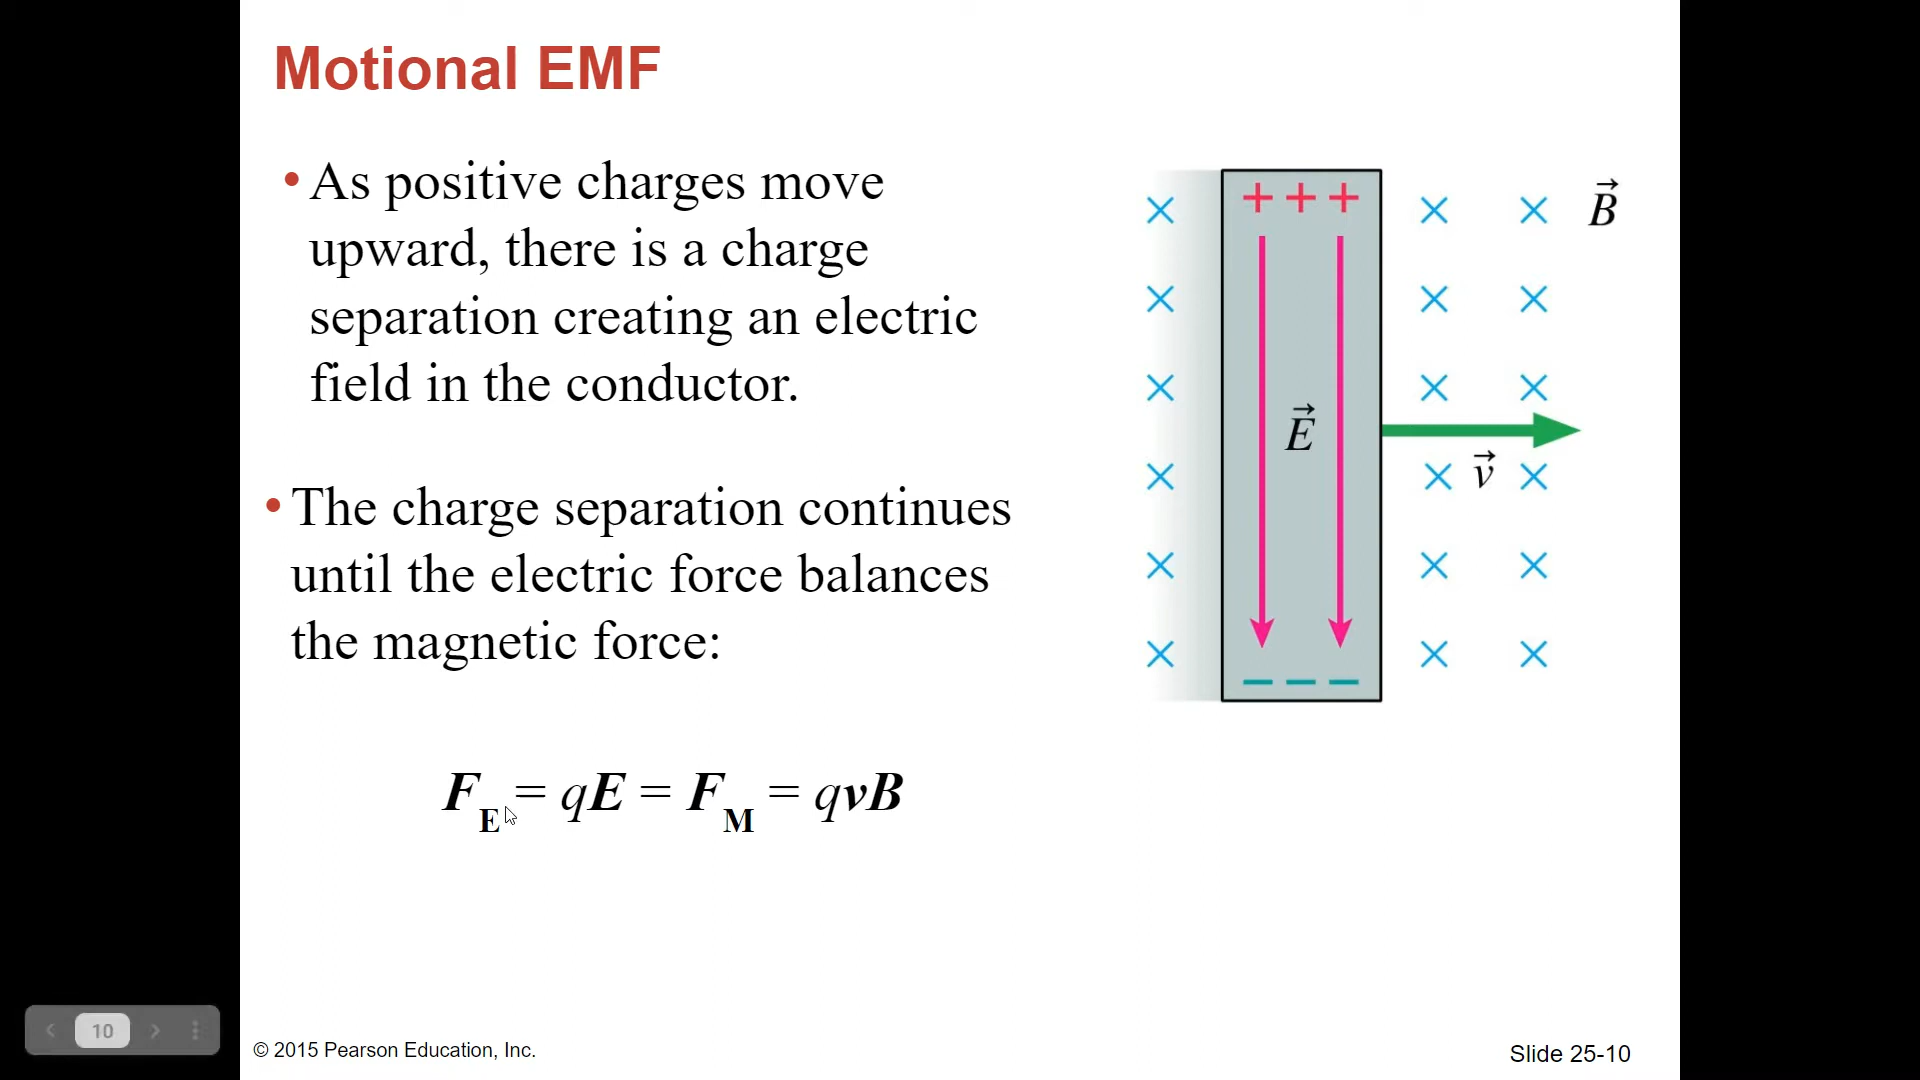 Motional EMF
• As positive charges move
upward, there is a charge
separation creating an electric
field in the conductor.
• The charge separation continues
until the electric force balances
the magnetic force:
F_E = qE = F_M = qvB
+ + +
B⃗
E⃗
v⃗
− − −
10
© 2015 Pearson Education, Inc.
Slide 25-10